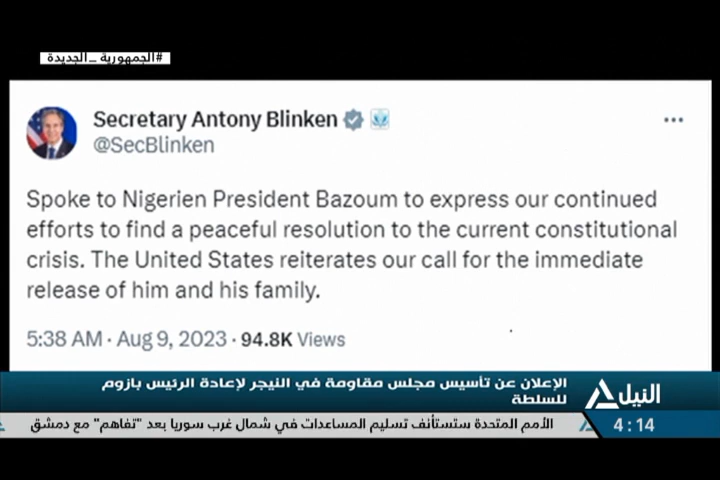 #الجمهورية_الجديدة
Secretary Antony Blinken
@SecBlinken
Spoke to Nigerien President Bazoum to express our continued
efforts to find a peaceful resolution to the current constitutional
crisis. The United States reiterates our call for the immediate
release of him and his family.
5:38 AM · Aug 9, 2023 · 94.8K Views
الإعلان عن تأسيس مجلس مقاومة في النيجر لإعادة الرئيس بازوم
للسلطة
النيل
الأمم المتحدة ستستأنف تسليم المساعدات في شمال غرب سوريا بعد "تفاهم" مع دمشق
4:14